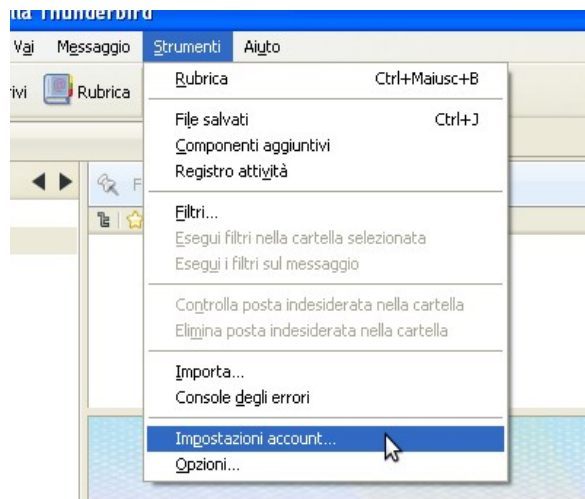 Vai Messaggio Strumenti Aiuto
Rubrica
Rubrica Ctrl+Maiusc+B
File salvati Ctrl+J
Componenti aggiuntivi
Registro attività
Filtri...
Esegui filtri nella cartella selezionata
Esegui i filtri sul messaggio
Controlla posta indesiderata nella cartella
Elimina posta indesiderata nella cartella
Importa...
Console degli errori
Impostazioni account...
Opzioni...